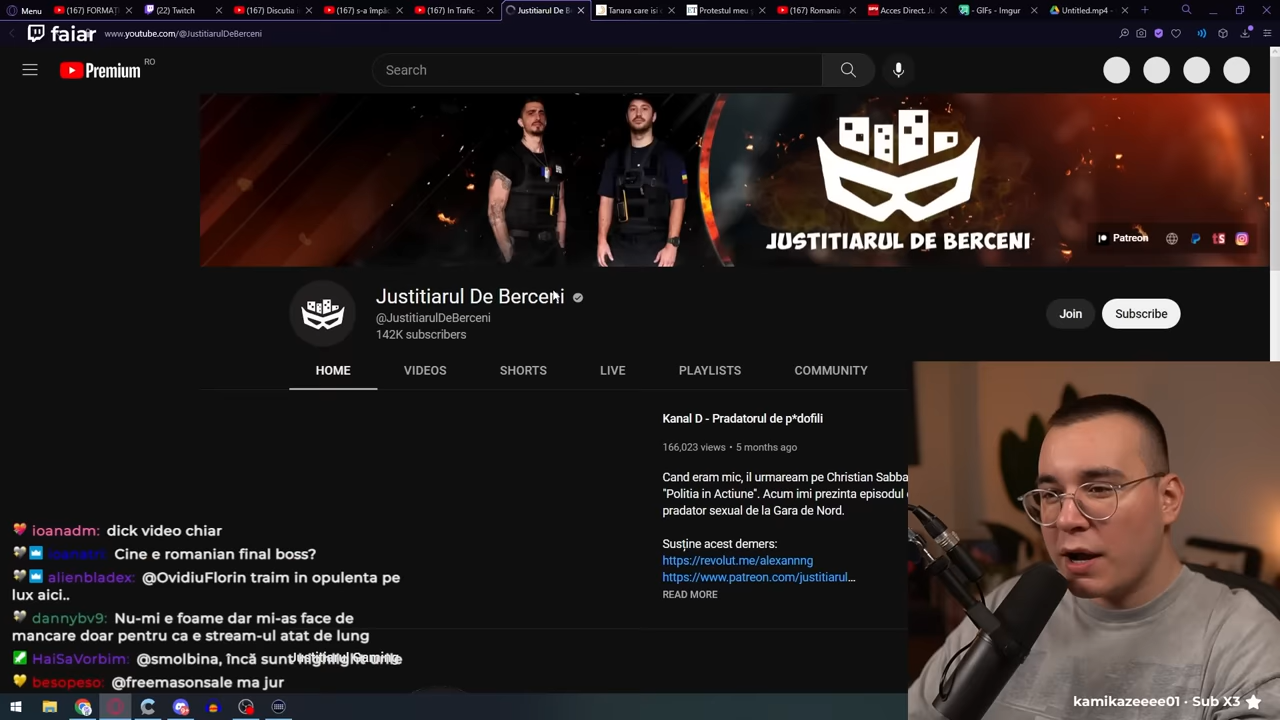 Menu
(167) FORMAȚ
(22) Twitch
(167) Discutia i
(167) s-a împăc
(167) In Trafic -
Justitiarul De B
Tanara care isi i
Protestul meu
(167) Romania
Acces Direct. Ju
- GIFs - Imgur
Untitled.mp4 -
faiar
www.youtube.com/@JustitiarulDeBerceni
Premium RO
Search
JUSTITIARUL DE BERCENI
Patreon
Justitiarul De Berceni
@JustitiarulDeBerceni
142K subscribers
Join
Subscribe
HOME
VIDEOS
SHORTS
LIVE
PLAYLISTS
COMMUNITY
Kanal D - Pradatorul de p*dofili
166,023 views • 5 months ago
Cand eram mic, il urmaream pe Christian Sabba
"Politia in Actiune". Acum imi prezinta episodul
pradator sexual de la Gara de Nord.
Susține acest demers:
https://revolut.me/alexannng
https://www.patreon.com/justitiarul...
READ MORE
ioanadm: dick video chiar
Cine e romanian final boss?
alienbladex: @OvidiuFlorin traim in opulenta pe
lux aici..
dannybv9: Nu-mi e foame dar mi-as face de
mancare doar pentru ca e stream-ul atat de lung
HaiSaVorbim: @smolbina, încă sunt
Justitiarul Gaming
besopeso: @freemasonsale ma jur
kamikazeeee01 · Sub X3